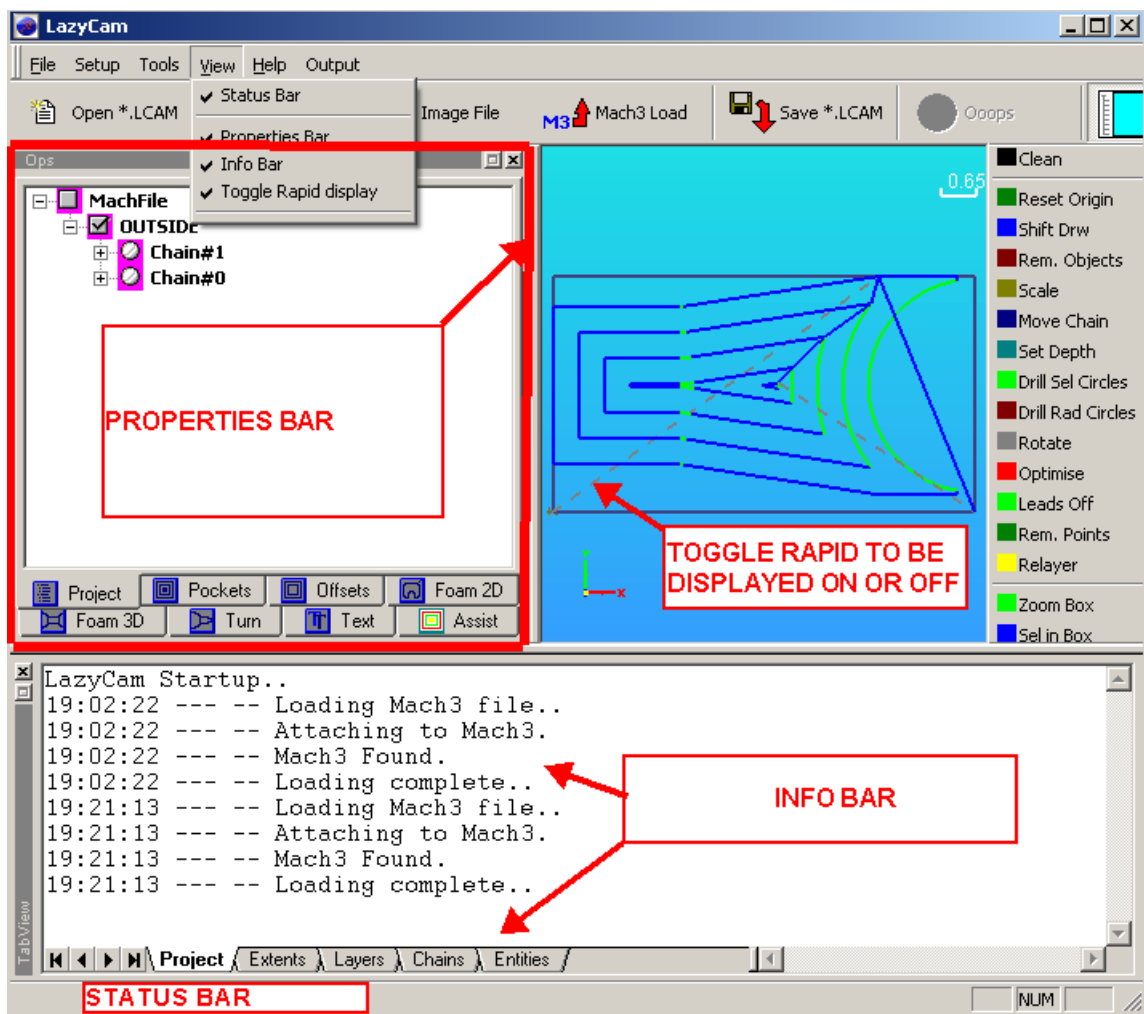 LazyCam
File Setup Tools View Help Output
Open *.LCAM
Image File
M3 Mach3 Load
Save *.LCAM
Ooops
Status Bar
Properties Bar
Info Bar
Toggle Rapid display
Ops
MachFile
OUTSIDE
Chain#1
Chain#0
PROPERTIES BAR
Project Pockets Offsets Foam 2D
Foam 3D Turn Text Assist
0.65
TOGGLE RAPID TO BE
DISPLAYED ON OR OFF
Y
x
Clean
Reset Origin
Shift Drw
Rem. Objects
Scale
Move Chain
Set Depth
Drill Sel Circles
Drill Rad Circles
Rotate
Optimise
Leads Off
Rem. Points
Relayer
Zoom Box
Sel in Box
LazyCam Startup..
19:02:22 --- -- Loading Mach3 file..
19:02:22 --- -- Attaching to Mach3.
19:02:22 --- -- Mach3 Found.
19:02:22 --- -- Loading complete..
19:21:13 --- -- Loading Mach3 file..
19:21:13 --- -- Attaching to Mach3.
19:21:13 --- -- Mach3 Found.
19:21:13 --- -- Loading complete..
INFO BAR
TabView
Project Extents Layers Chains Entities
STATUS BAR
NUM